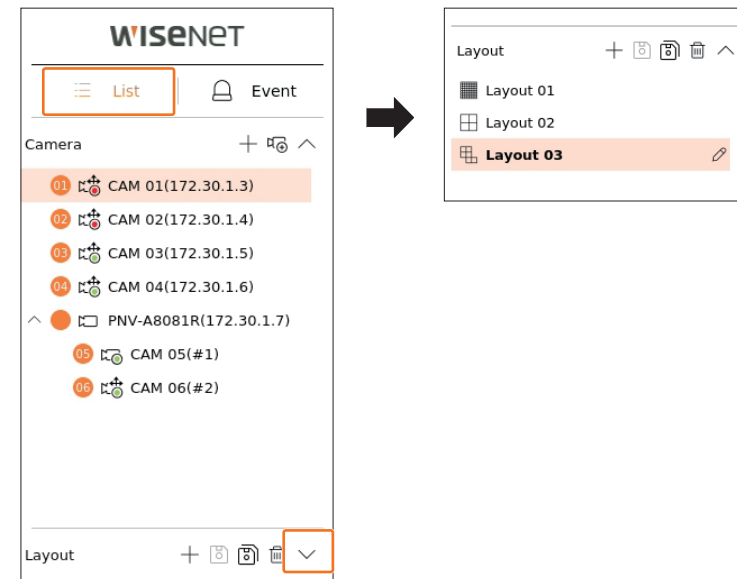 WISENET
List
Event
Camera
01 CAM 01(172.30.1.3)
02 CAM 02(172.30.1.4)
03 CAM 03(172.30.1.5)
04 CAM 04(172.30.1.6)
PNV-A8081R(172.30.1.7)
05 CAM 05(#1)
06 CAM 06(#2)
Layout
Layout
Layout 01
Layout 02
Layout 03